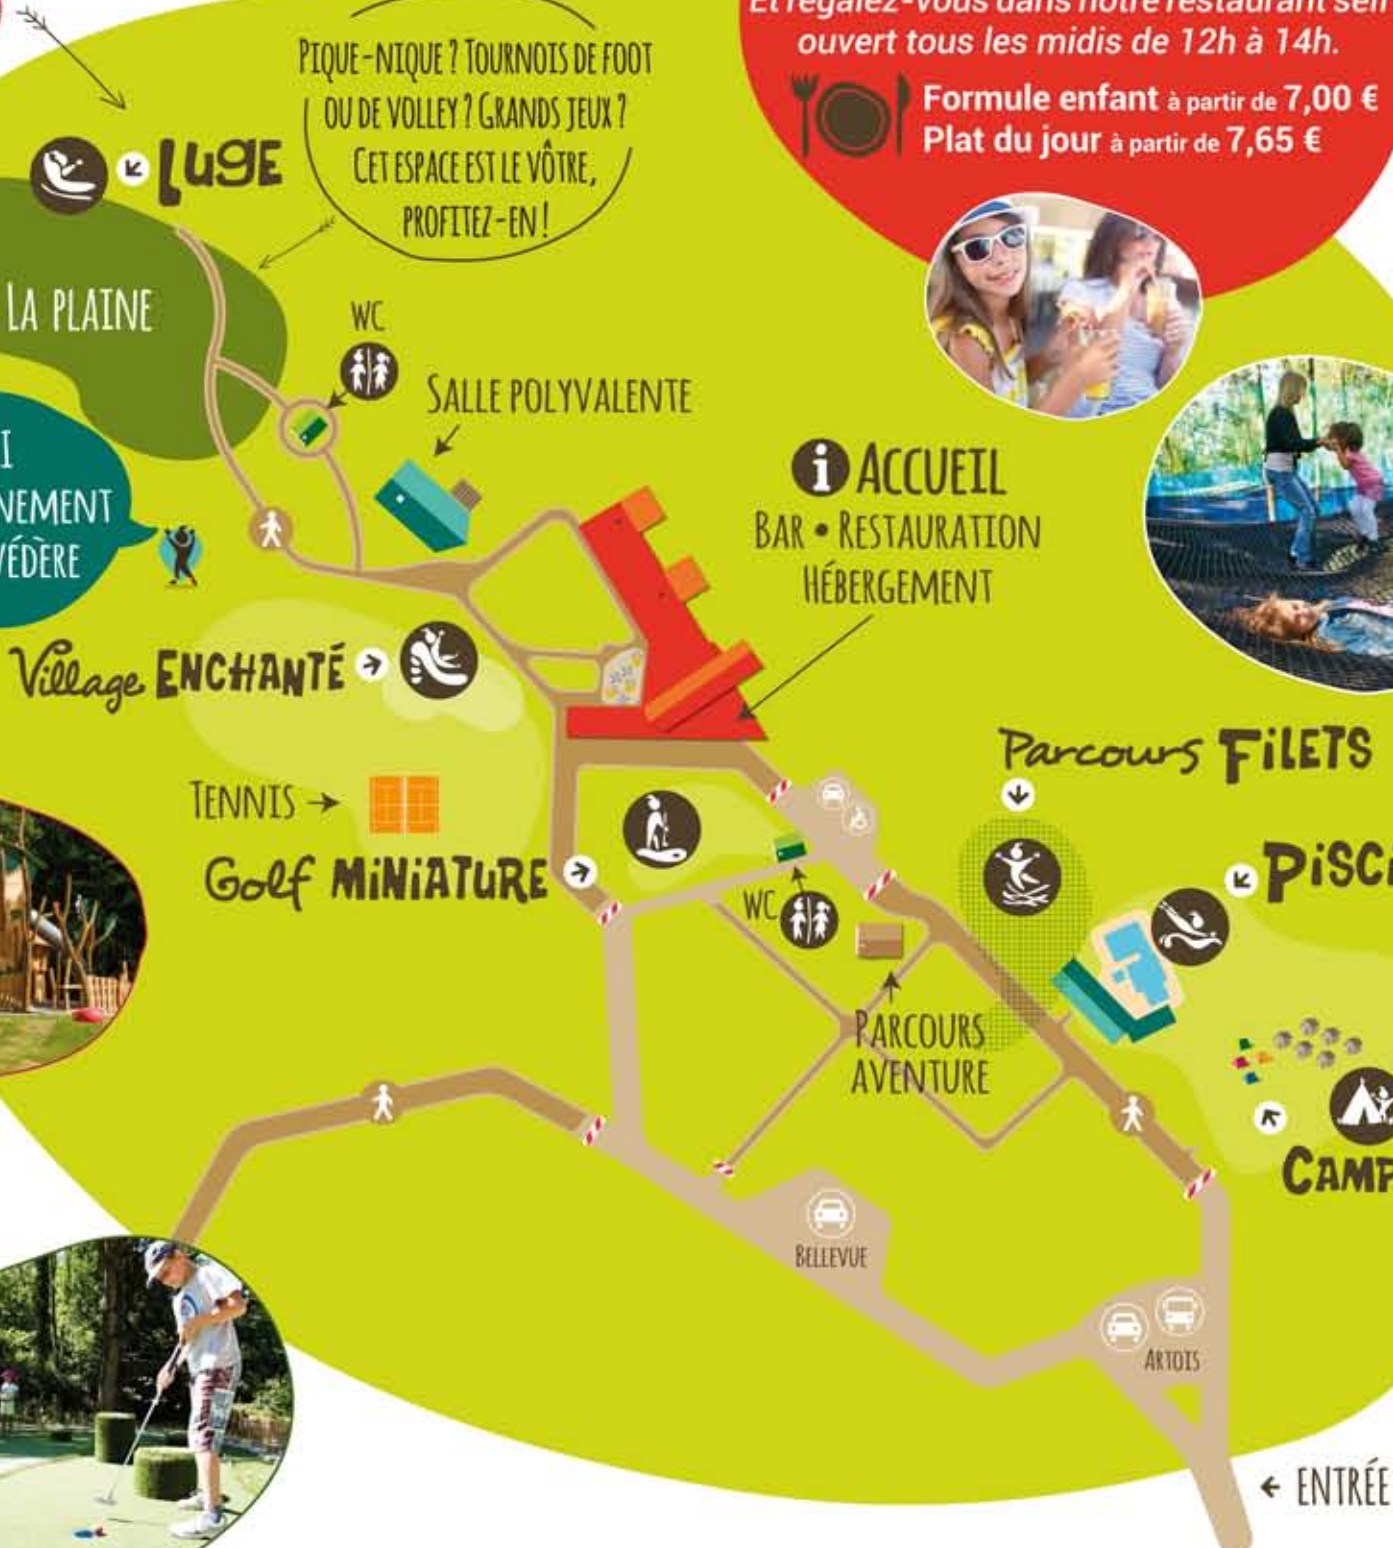 ouvert tous les midis de 12h à 14h.
Formule enfant à partir de 7,00 €
Plat du jour à partir de 7,65 €
PIQUE-NIQUE ? TOURNOIS DE FOOT
OU DE VOLLEY ? GRANDS JEUX ?
CET ESPACE EST LE VÔTRE,
PROFITEZ-EN !
LUGE
LA PLAINE
WC
SALLE POLYVALENTE
i ACCUEIL
BAR • RESTAURATION
HÉBERGEMENT
Village ENCHANTÉ
TENNIS
Golf MINIATURE
Parcours FILETS
WC
PARCOURS
AVENTURE
BELLEVUE
ARTOIS
ENTRÉE